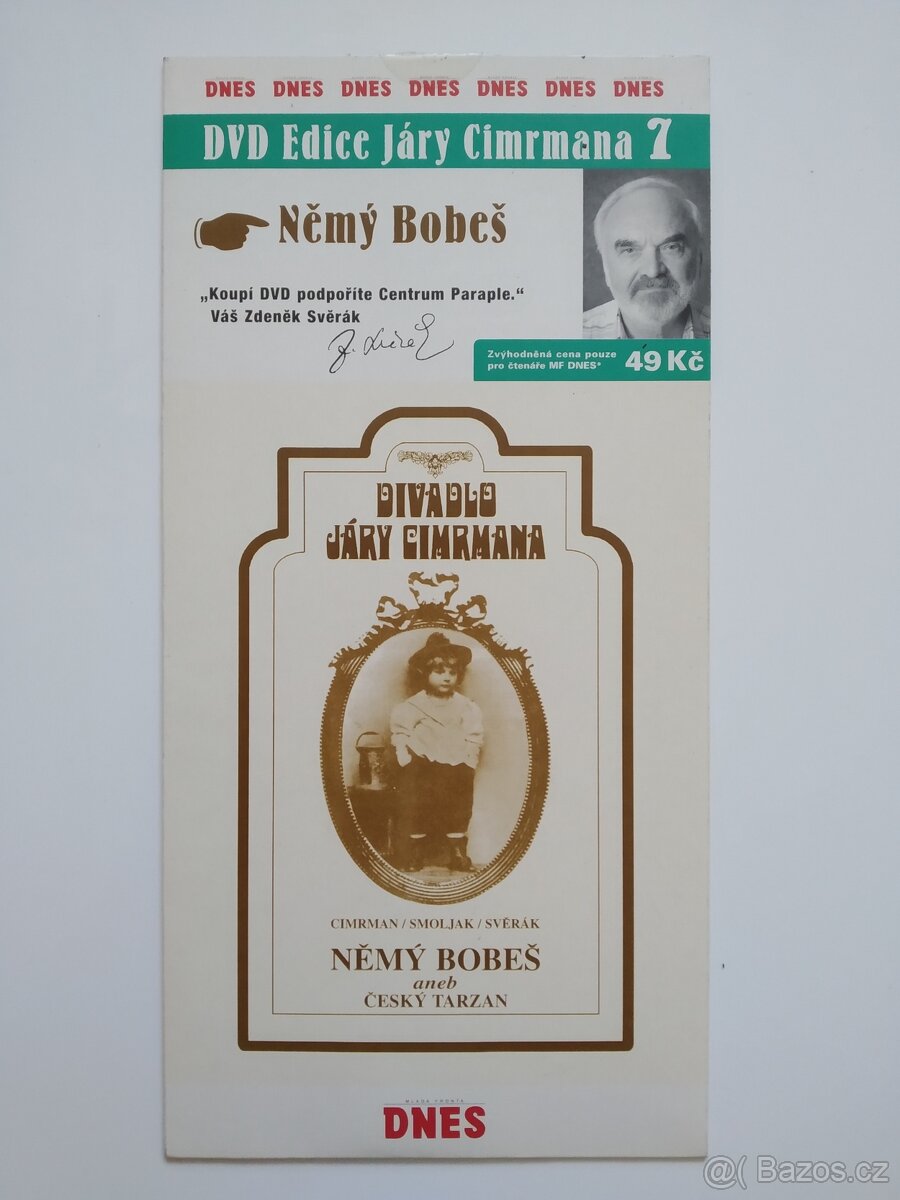 DNES DNES DNES DNES DNES DNES DNES
DVD Edice Járy Cimrmana 7
Němý Bobeš
„Koupí DVD podpoříte Centrum Paraple.“
Váš Zdeněk Svěrák
Z. Svěrák
Zvýhodněná cena pouze
pro čtenáře MF DNES*
49 Kč
DIVADLO
JÁRY CIMRMANA
CIMRMAN / SMOLJAK / SVĚRÁK
NĚMÝ BOBEŠ
aneb
ČESKÝ TARZAN
MLADÁ FRONTA
DNES
@( Bazos.cz